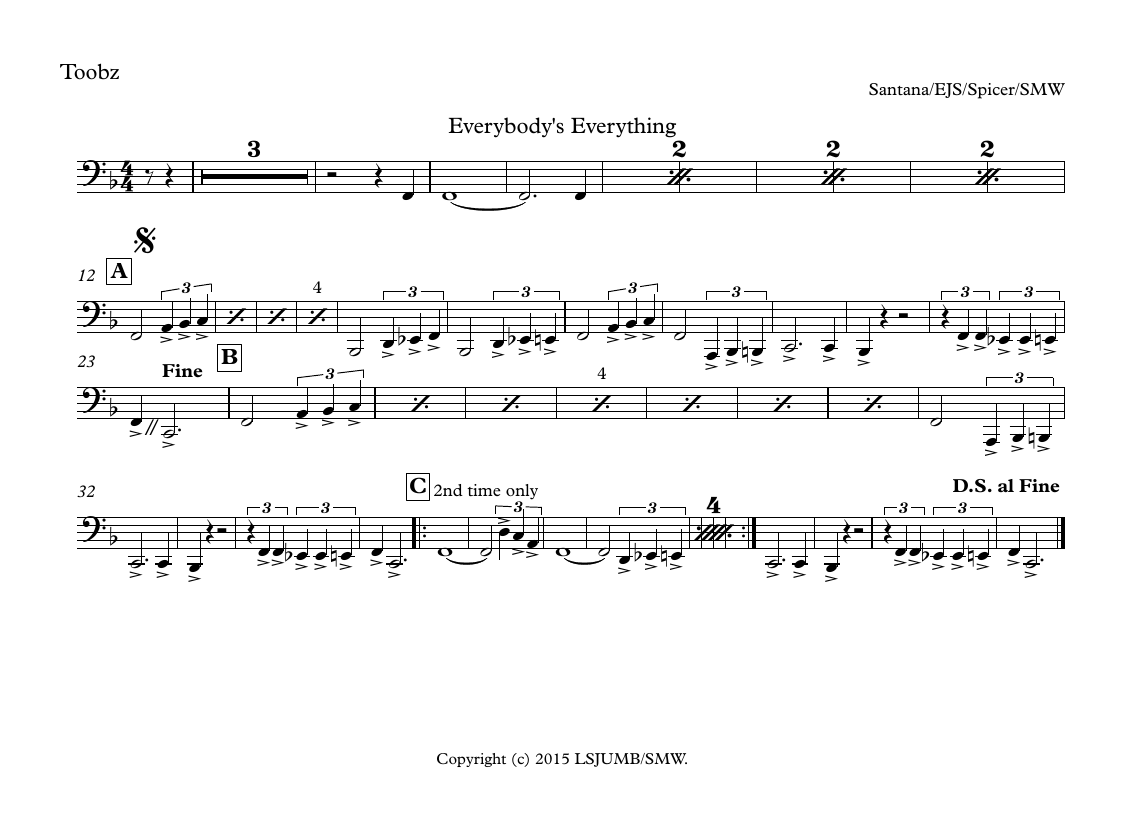 Toobz
Santana/EJS/Spicer/SMW
Everybody's Everything
3 2 2 2
12 A 3 4 3 3 3 3 3 3
23 Fine B 3 4 3
32 3 3 C 2nd time only 3 3 4 D.S. al Fine 3 3
Copyright (c) 2015 LSJUMB/SMW.